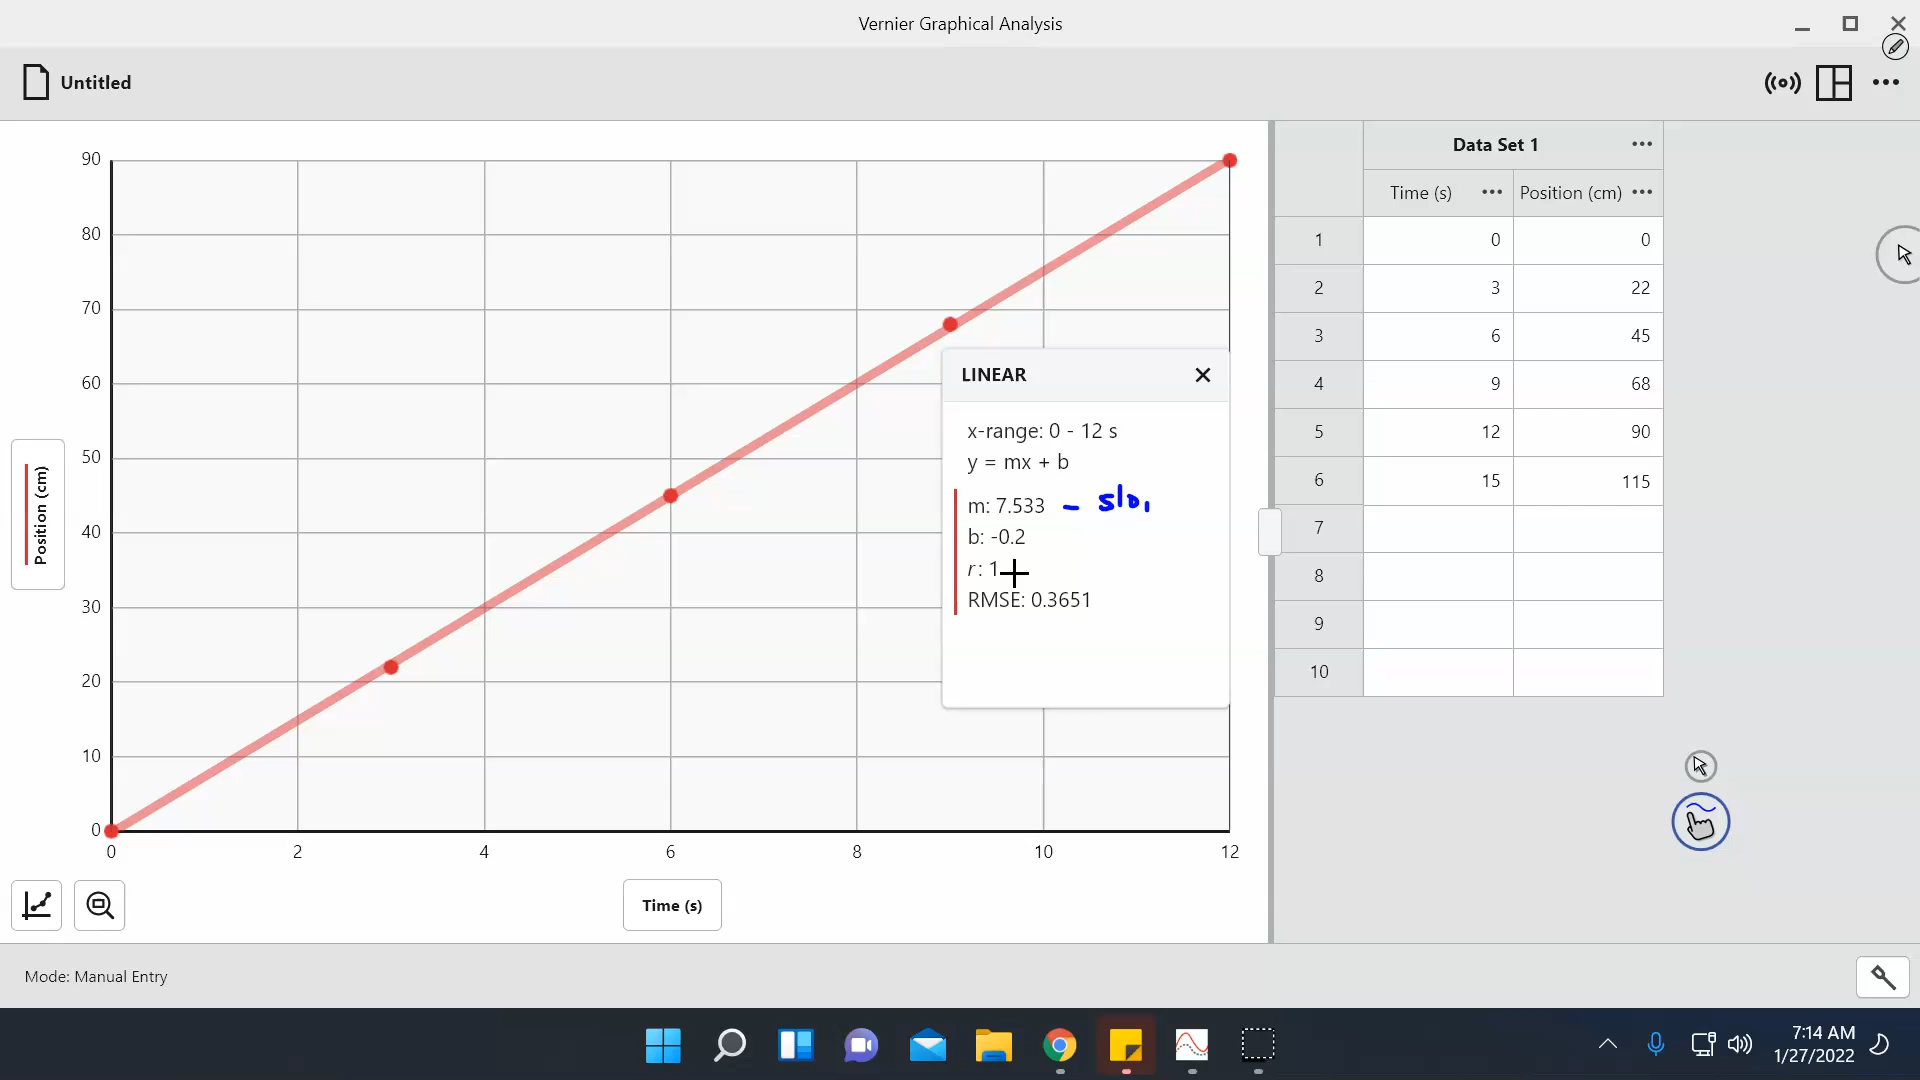 Vernier Graphical Analysis
Untitled
90
80
70
60
50
40
30
20
10
0
0 2 4 6 8 10 12
Position (cm)
Time (s)
LINEAR
x-range: 0 - 12 s
y = mx + b
m: 7.533
b: -0.2
r: 1
RMSE: 0.3651
Data Set 1
Time (s) Position (cm)
1 0 0
2 3 22
3 6 45
4 9 68
5 12 90
6 15 115
7
8
9
10
Mode: Manual Entry
7:14 AM
1/27/2022